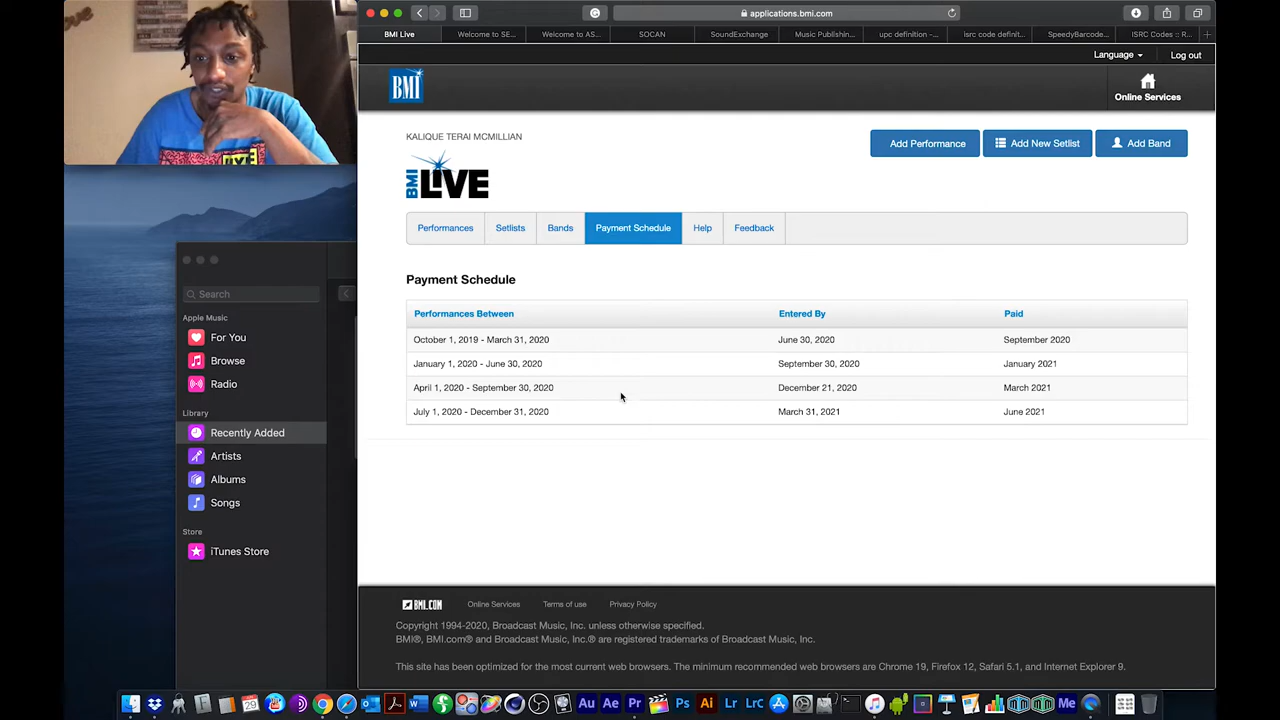 applications.bmi.com
BMI Live
Welcome to SE...
Welcome to AS...
SOCAN
SoundExchange
Music Publishin...
upc definition -...
isrc code definit...
SpeedyBarcode...
ISRC Codes :: R...
Language
Log out
BMI
Online Services
KALIQUE TERAI MCMILLIAN
Add Performance
Add New Setlist
Add Band
BMI LIVE
Performances
Setlists
Bands
Payment Schedule
Help
Feedback
Payment Schedule
Performances Between Entered By Paid
October 1, 2019 - March 31, 2020 June 30, 2020 September 2020
January 1, 2020 - June 30, 2020 September 30, 2020 January 2021
April 1, 2020 - September 30, 2020 December 21, 2020 March 2021
July 1, 2020 - December 31, 2020 March 31, 2021 June 2021
BMI.COM
Online Services
Terms of use
Privacy Policy
Copyright 1994-2020, Broadcast Music, Inc. unless otherwise specified.
BMI®, BMI.com® and Broadcast Music, Inc.® are registered trademarks of Broadcast Music, Inc.
This site has been optimized for the most current web browsers. The minimum recommended web browsers are Chrome 19, Firefox 12, Safari 5.1, and Internet Explorer 9.
Search
Apple Music
For You
Browse
Radio
Library
Recently Added
Artists
Albums
Songs
Store
iTunes Store
29
Au
Ae
Pr
Ps
Ai
Lr
LrC
Me